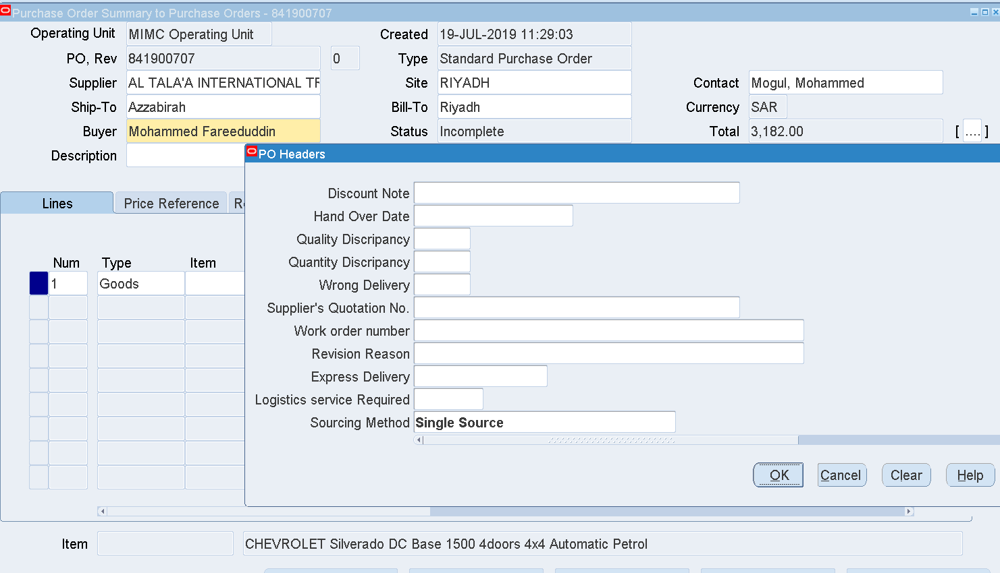 Purchase Order Summary to Purchase Orders - 841900707
Operating Unit MIMC Operating Unit Created 19-JUL-2019 11:29:03
PO, Rev 841900707 0 Type Standard Purchase Order
Supplier AL TALA'A INTERNATIONAL TR Site RIYADH Contact Mogul, Mohammed
Ship-To Azzabirah Bill-To Riyadh Currency SAR
Buyer Mohammed Fareeduddin Status Incomplete Total 3,182.00 [ .... ]
Description
PO Headers
Discount Note
Hand Over Date
Quality Discripancy
Quantity Discripancy
Wrong Delivery
Supplier's Quotation No.
Work order number
Revision Reason
Express Delivery
Logistics service Required
Sourcing Method Single Source
OK Cancel Clear Help
Lines Price Reference
Num Type Item
1 Goods
Item CHEVROLET Silverado DC Base 1500 4doors 4x4 Automatic Petrol